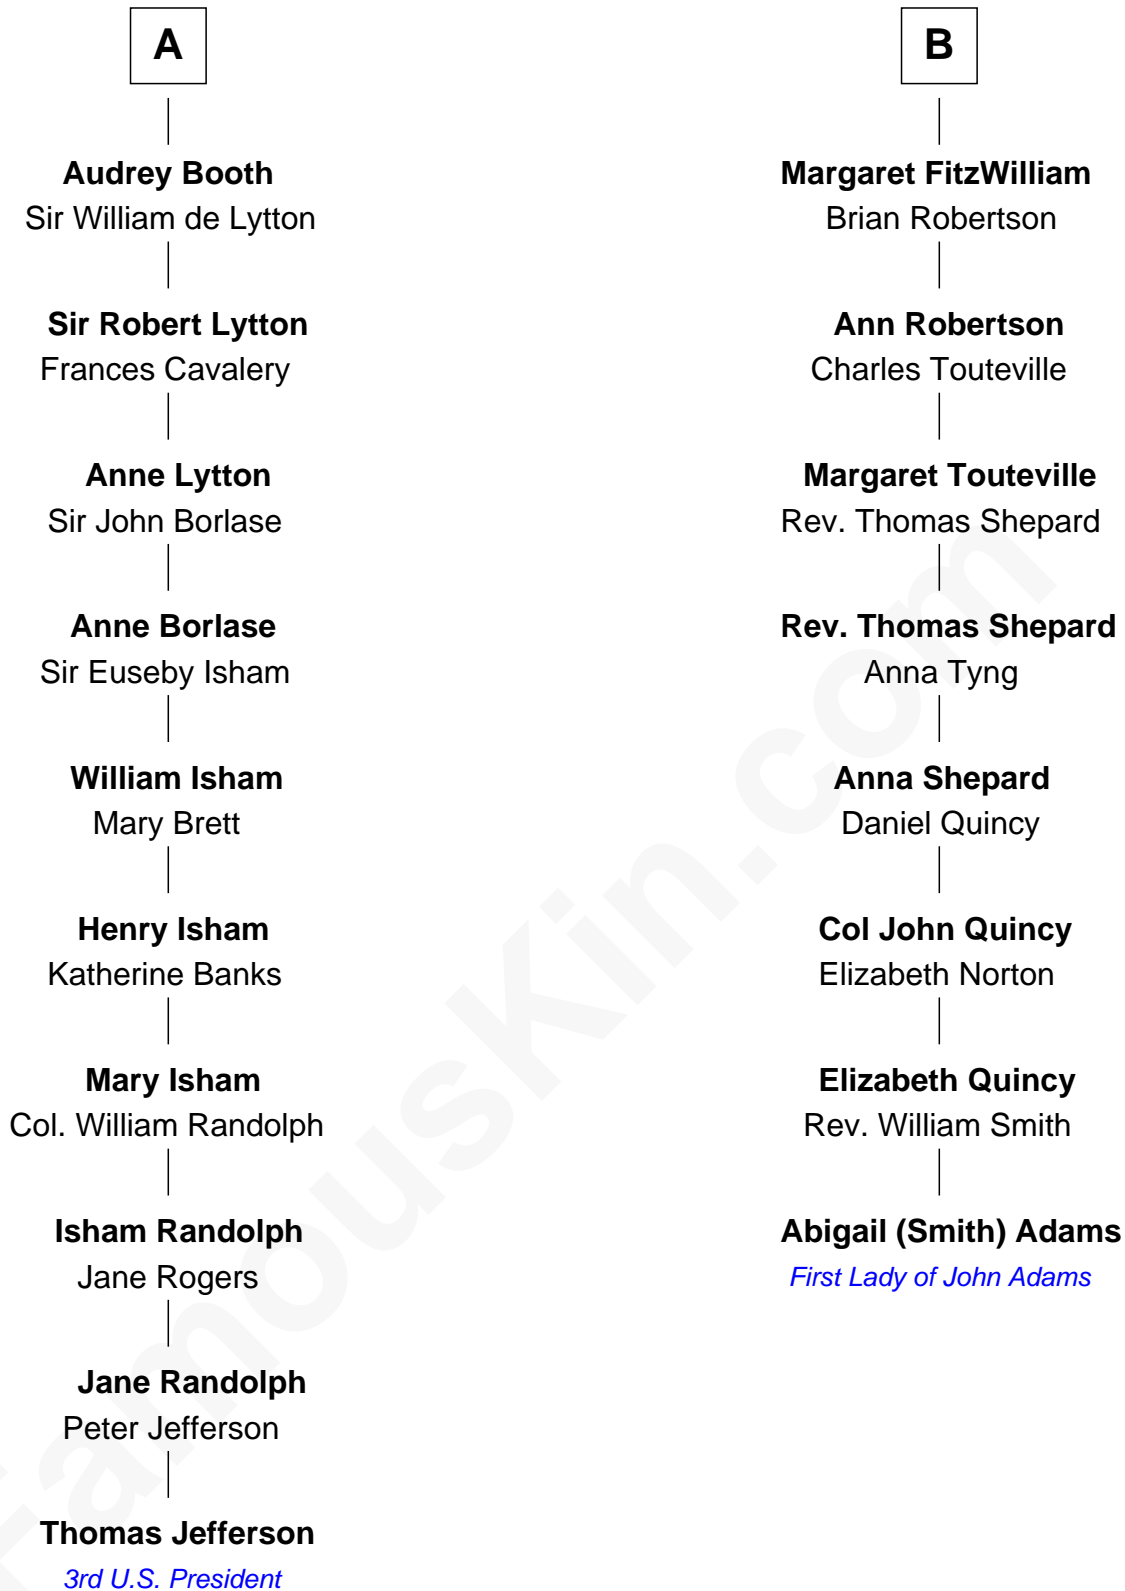 A
Audrey Booth
Sir William de Lytton
Sir Robert Lytton
Frances Cavalery
Anne Lytton
Sir John Borlase
Anne Borlase
Sir Euseby Isham
William Isham
Mary Brett
Henry Isham
Katherine Banks
Mary Isham
Col. William Randolph
Isham Randolph
Jane Rogers
Jane Randolph
Peter Jefferson
Thomas Jefferson
3rd U.S. President
B
Margaret FitzWilliam
Brian Robertson
Ann Robertson
Charles Touteville
Margaret Touteville
Rev. Thomas Shepard
Rev. Thomas Shepard
Anna Tyng
Anna Shepard
Daniel Quincy
Col John Quincy
Elizabeth Norton
Elizabeth Quincy
Rev. William Smith
Abigail (Smith) Adams
First Lady of John Adams
FamousKin.com